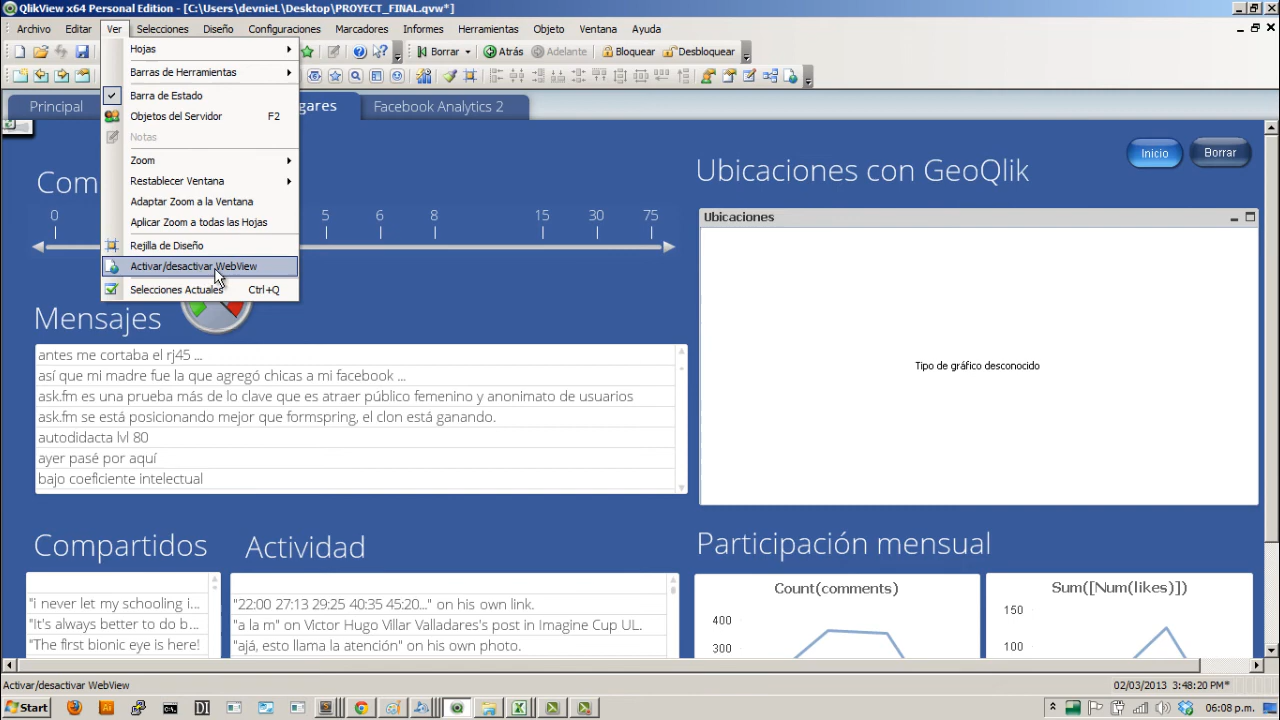 QlikView x64 Personal Edition - [C:\Users\devnieL\Desktop\PROYECT_FINAL.qvw*]
Archivo Editar Ver Selecciones Diseño Configuraciones Marcadores Informes Herramientas Objeto Ventana Ayuda
Borrar Atrás Adelante Bloquear Desbloquear
Principal gares Facebook Analytics 2
Hojas
Barras de Herramientas
Barra de Estado
Objetos del Servidor F2
Notas
Zoom
Restablecer Ventana
Adaptar Zoom a la Ventana
Aplicar Zoom a todas las Hojas
Rejilla de Diseño
Activar/desactivar WebView
Selecciones Actuales Ctrl+Q
Inicio Borrar
Com
0 5 6 8 15 30 75
Ubicaciones con GeoQlik
Ubicaciones
Tipo de gráfico desconocido
Mensajes
antes me cortaba el rj45 ...
así que mi madre fue la que agregó chicas a mi facebook ...
ask.fm es una prueba más de lo clave que es atraer público femenino y anonimato de usuarios
ask.fm se está posicionando mejor que formspring, el clon está ganando.
autodidacta lvl 80
ayer pasé por aquí
bajo coeficiente intelectual
Compartidos
"i never let my schooling i...
"It's always better to do b...
"The first bionic eye is here!
Actividad
"22:00 27:13 29:25 40:35 45:20..." on his own link.
"a la m" on Victor Hugo Villar Valladares's post in Imagine Cup UL.
"ajá, esto llama la atención" on his own photo.
Participación mensual
Count(comments)
400
300
Sum([Num(likes)])
150
100
Activar/desactivar WebView 02/03/2013 3:48:20 PM*
Start DI 06:08 p.m.